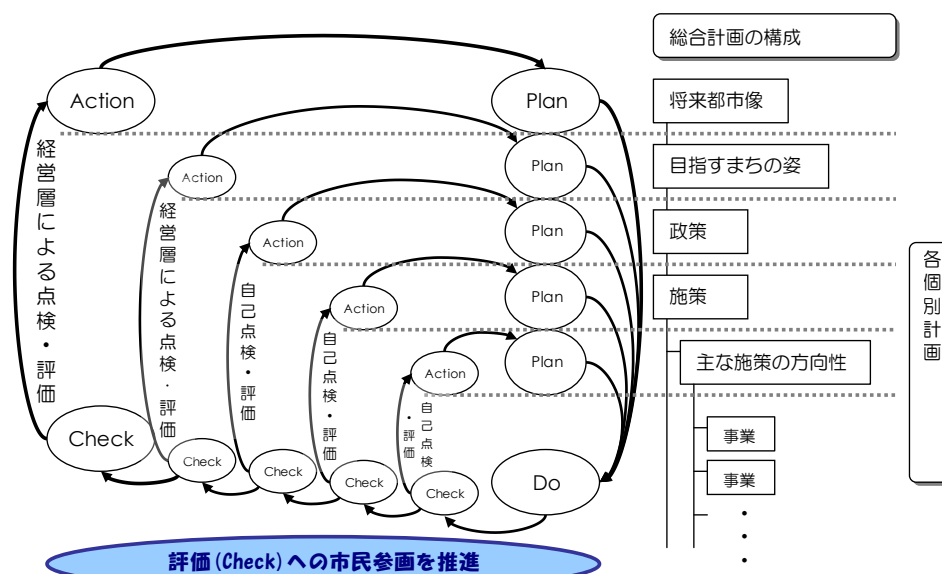 総合計画の構成
Action
Plan
将来都市像
経営層による点検・評価
Action
Plan
目指すまちの姿
経営層による点検・評価
Action
Plan
政策
自己点検・評価
Action
Plan
施策
自己点検・評価
Action
Plan
主な施策の方向性
自己点検
・評価
各個別計画
Check
Check
Check
Check
Check
Do
事業
事業
・
・
・
評価(Check)への市民参画を推進